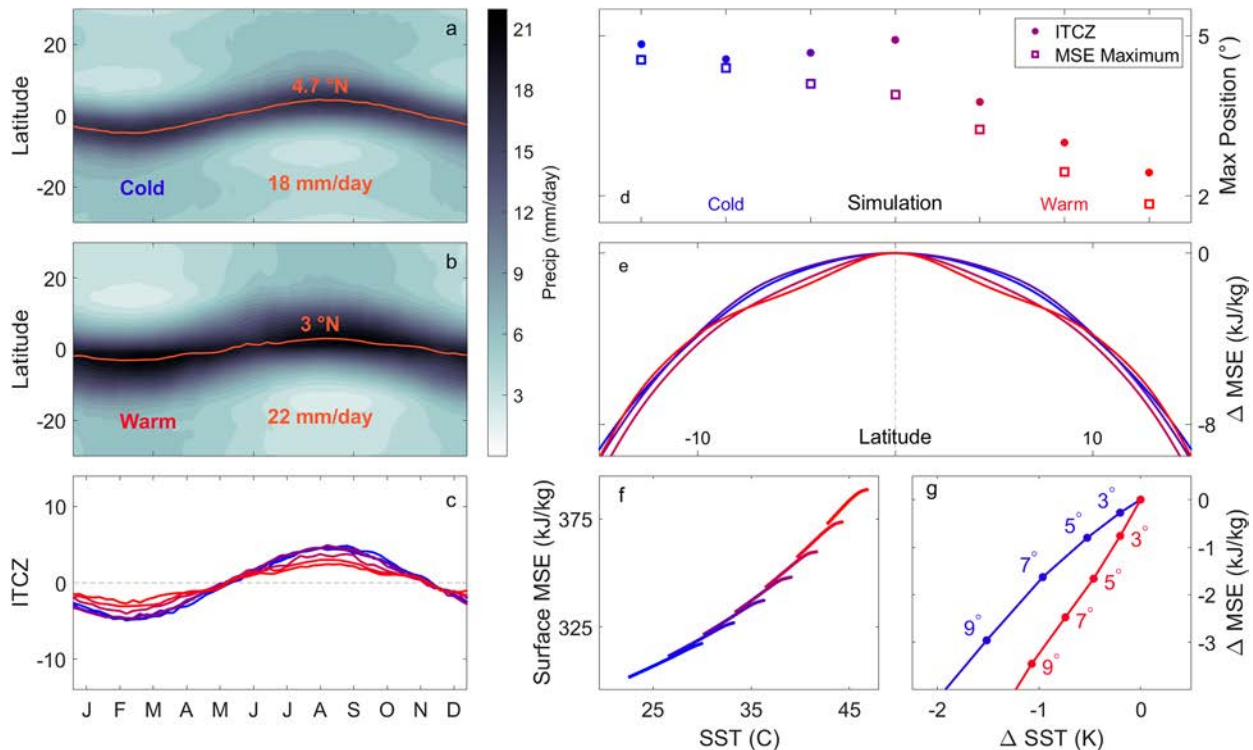 a
20
0
-20
Latitude
4.7 °N
Cold
18 mm/day
b
20
0
-20
Latitude
3 °N
Warm
22 mm/day
21
18
15
12
9
6
3
Precip (mm/day)
c
10
0
-10
ITCZ
J F M A M J J A S O N D
ITCZ
MSE Maximum
5
2
Max Position (°)
d
Cold
Simulation
Warm
e
0
-8
Δ MSE (kJ/kg)
-10
Latitude
10
f
375
325
Surface MSE (kJ/kg)
25 35 45
SST (C)
g
3°
5°
7°
9°
3°
5°
7°
9°
0
-1
-2
-3
Δ MSE (kJ/kg)
-2 -1 0
Δ SST (K)